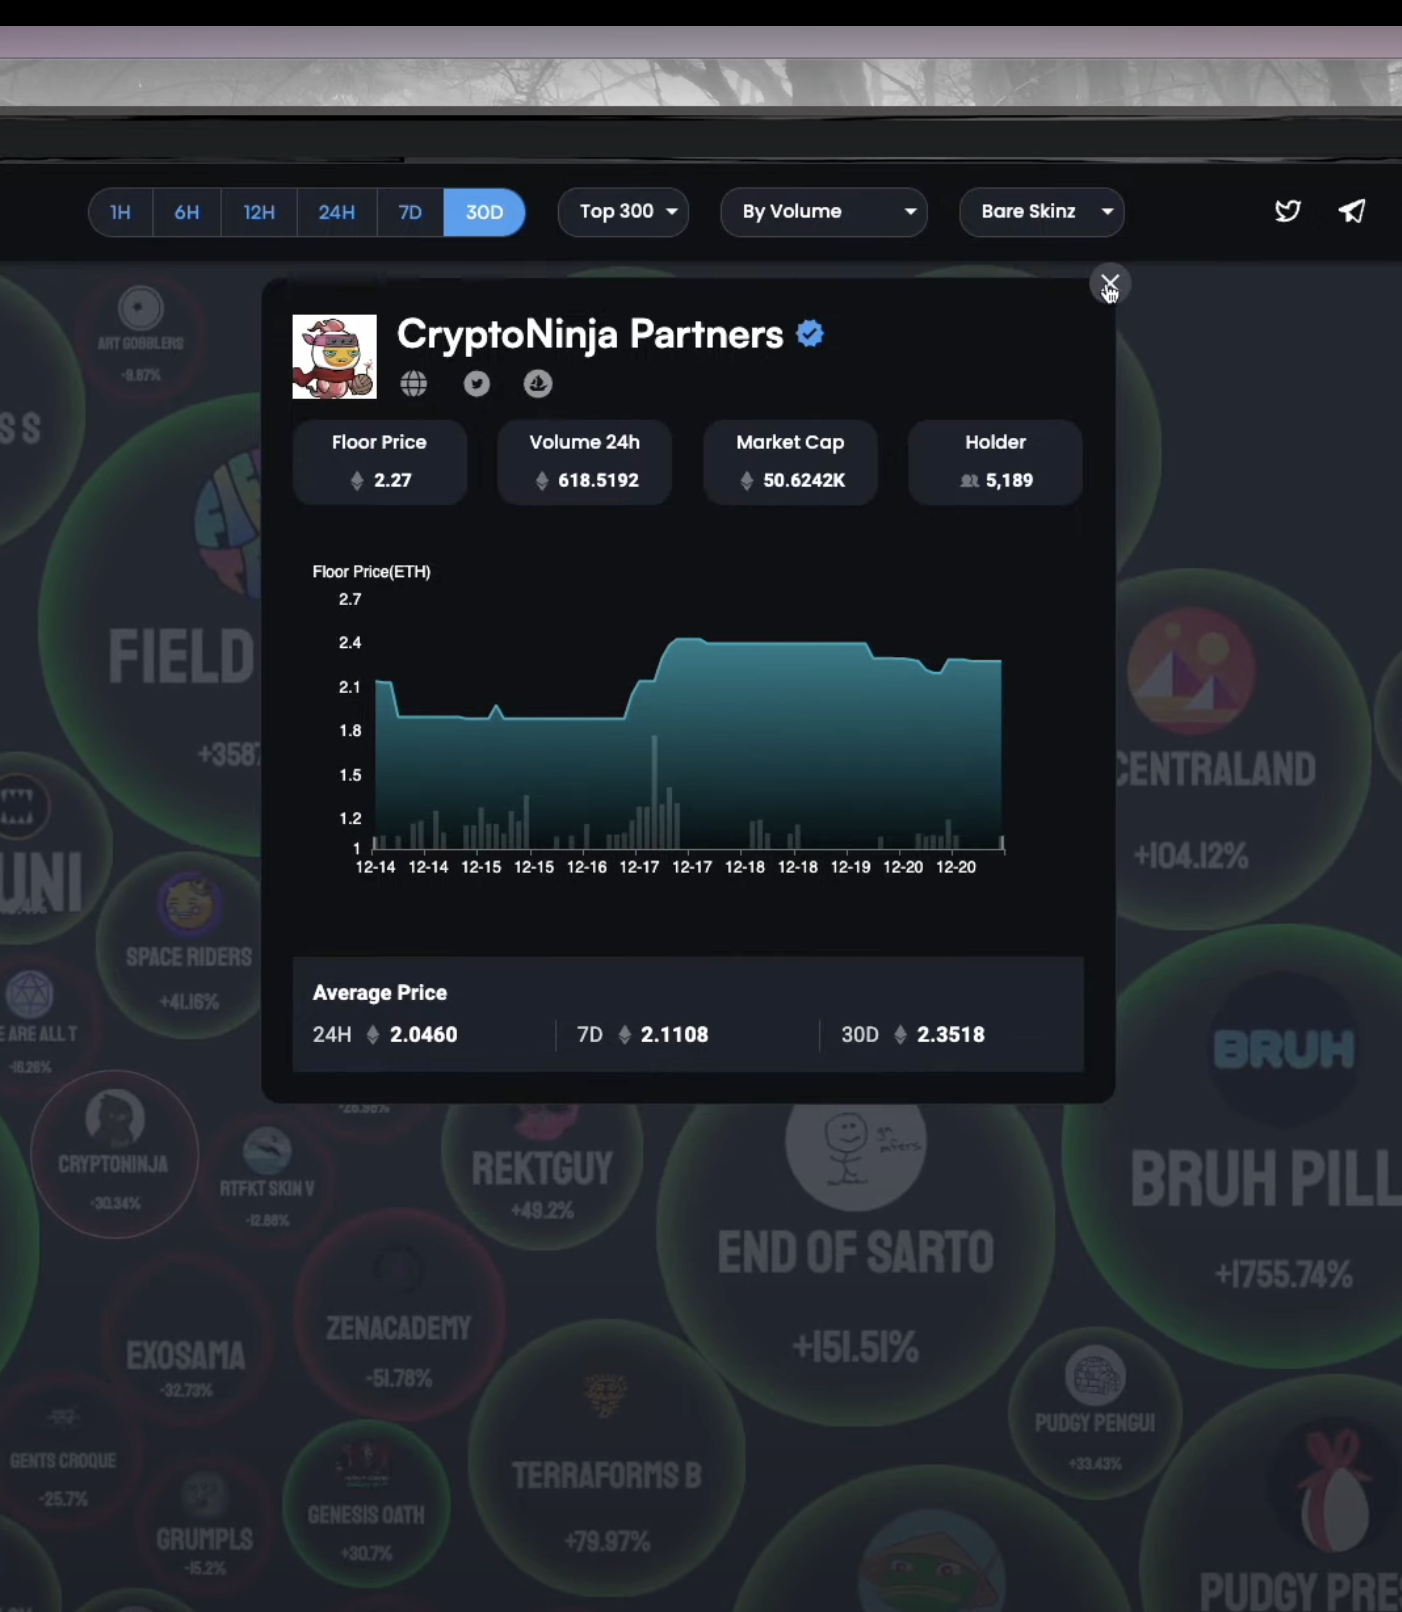 1H 6H 12H 24H 7D 30D Top 300 By Volume Bare Skinz
ART GOBBLERS
-9.87%
CryptoNinja Partners
Floor Price Volume 24h Market Cap Holder
2.27 618.5192 50.6242K 5,189
Floor Price(ETH)
2.7
2.4
2.1
1.8
1.5
1.2
1
12-14 12-14 12-15 12-15 12-16 12-17 12-17 12-18 12-18 12-19 12-20 12-20
Average Price
24H 2.0460 7D 2.1108 30D 2.3518
SS
FIELD
+358
UNI
SPACE RIDERS
+41.16%
E ARE ALL T
-16.26%
CRYPTONINJA
-30.34%
RTFKT SKIN V
-12.88%
CENTRALAND
+104.12%
BRUH
BRUH PILL
+1755.74%
REKTGUY
+49.2%
gn
mfers
END OF SARTO
+151.51%
ZENACADEMY
-51.78%
EXOSAMA
-32.73%
GENTS CROQUE
-25.7%
GRUMPLS
-15.2%
GENESIS OATH
+30.7%
TERRAFORMS B
+79.97%
PUDGY PENGUI
+33.43%
PUDGY PRES